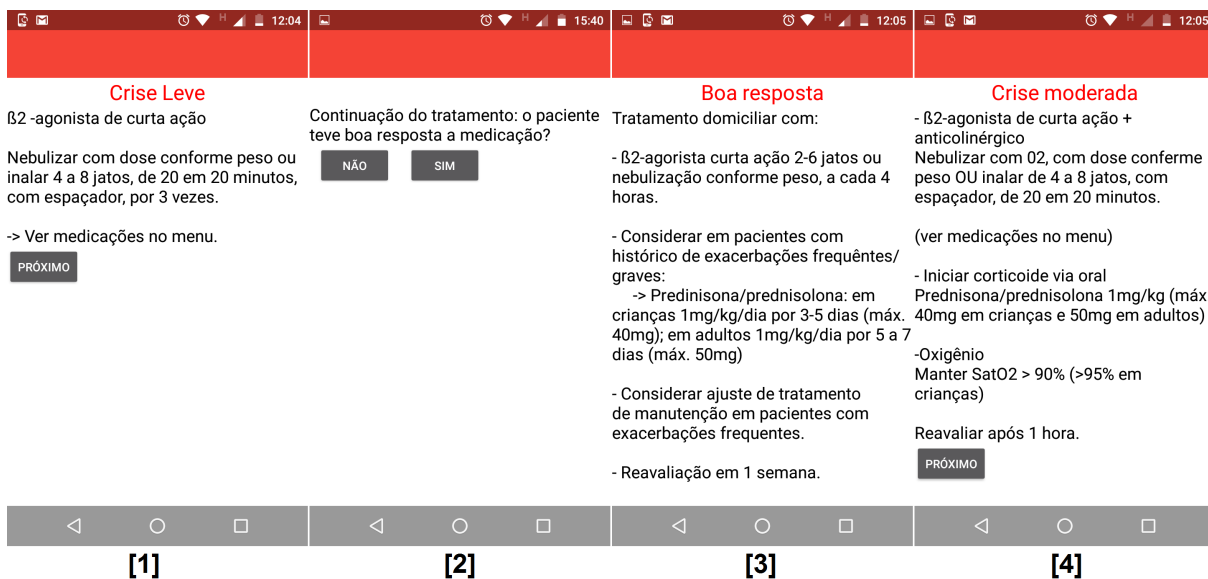 12:04
Crise Leve
ß2 -agonista de curta ação
Nebulizar com dose conforme peso ou
inalar 4 a 8 jatos, de 20 em 20 minutos,
com espaçador, por 3 vezes.
-> Ver medicações no menu.
PRÓXIMO
[1]
H
15:40
Continuação do tratamento: o paciente
teve boa resposta a medicação?
NÃO
SIM
[2]
H
12:05
Boa resposta
Tratamento domiciliar com:
- ß2-agorista curta ação 2-6 jatos ou
nebulização conforme peso, a cada 4
horas.
- Considerar em pacientes com
histórico de exacerbações frequêntes/
graves:
-> Predinisona/prednisolona: em
crianças 1mg/kg/dia por 3-5 dias (máx.
40mg); em adultos 1mg/kg/dia por 5 a 7
dias (máx. 50mg)
- Considerar ajuste de tratamento
de manutenção em pacientes com
exacerbações frequentes.
- Reavaliação em 1 semana.
[3]
H
12:05
Crise moderada
- ß2-agonista de curta ação +
anticolinérgico
Nebulizar com 02, com dose conferme
peso OU inalar de 4 a 8 jatos, com
espaçador, de 20 em 20 minutos.
(ver medicações no menu)
- Iniciar corticoide via oral
Prednisona/prednisolona 1mg/kg (máx
40mg em crianças e 50mg em adultos)
-Oxigênio
Manter SatO2 > 90% (>95% em
crianças)
Reavaliar após 1 hora.
PRÓXIMO
[4]